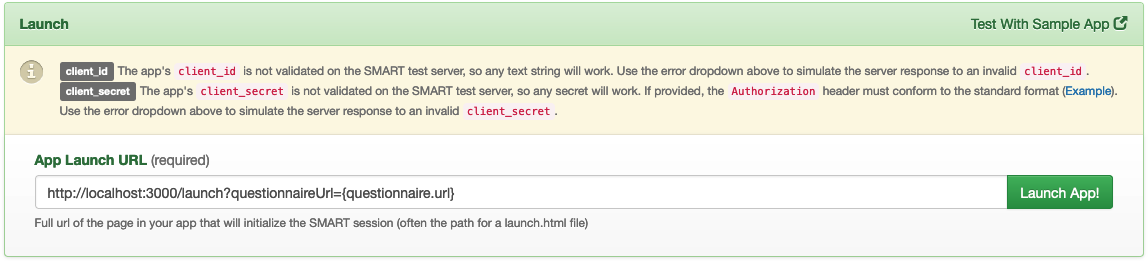 Launch
Test With Sample App
client_id The app's client_id is not validated on the SMART test server, so any text string will work. Use the error dropdown above to simulate the server response to an invalid client_id.
client_secret The app's client_secret is not validated on the SMART test server, so any secret will work. If provided, the Authorization header must conform to the standard format (Example).
Use the error dropdown above to simulate the server response to an invalid client_secret.
App Launch URL (required)
http://localhost:3000/launch?questionnaireUrl={questionnaire.url}
Launch App!
Full url of the page in your app that will initialize the SMART session (often the path for a launch.html file)